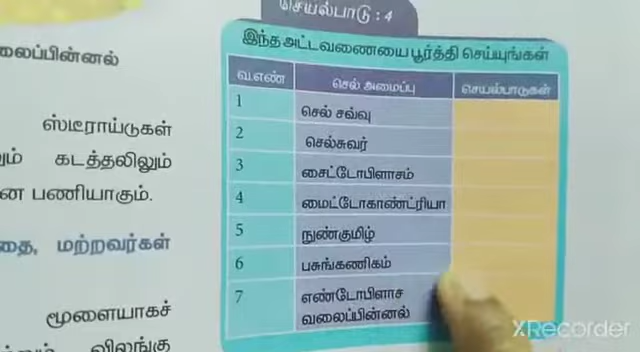 செயல்பாடு : 4
இந்த அட்டவணையை பூர்த்தி செய்யுங்கள்
வ.எண் செல் அமைப்பு செயல்பாடுகள்
1 செல் சவ்வு
2 செல்சுவர்
3 சைட்டோபிளாசம்
4 மைட்டோகாண்ட்ரியா
5 நுண்குமிழ்
6 பசுங்கணிகம்
7 எண்டோபிளாச
வலைப்பின்னல்
லைப்பின்னல்
ஸ்டீராய்டுகள்
ம் கடத்தலிலும்
ன பணியாகும்.
தை, மற்றவர்கள்
மூளையாகச்
விலங்கு
XRecorder